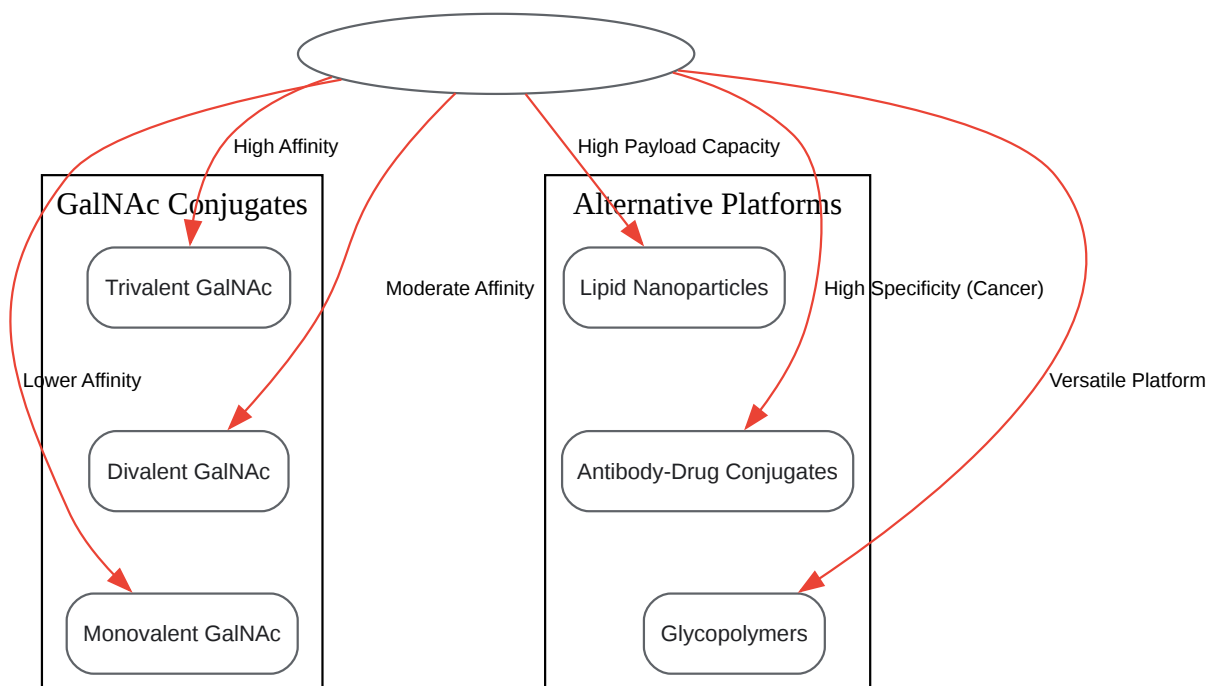 High Affinity
High Payload Capacity
GalNAc Conjugates
Alternative Platforms
Trivalent GalNAc
Moderate Affinity
Lipid Nanoparticles
High Specificity (Cancer)
Lower Affinity
Versatile Platform
Divalent GalNAc
Antibody-Drug Conjugates
Monovalent GalNAc
Glycopolymers